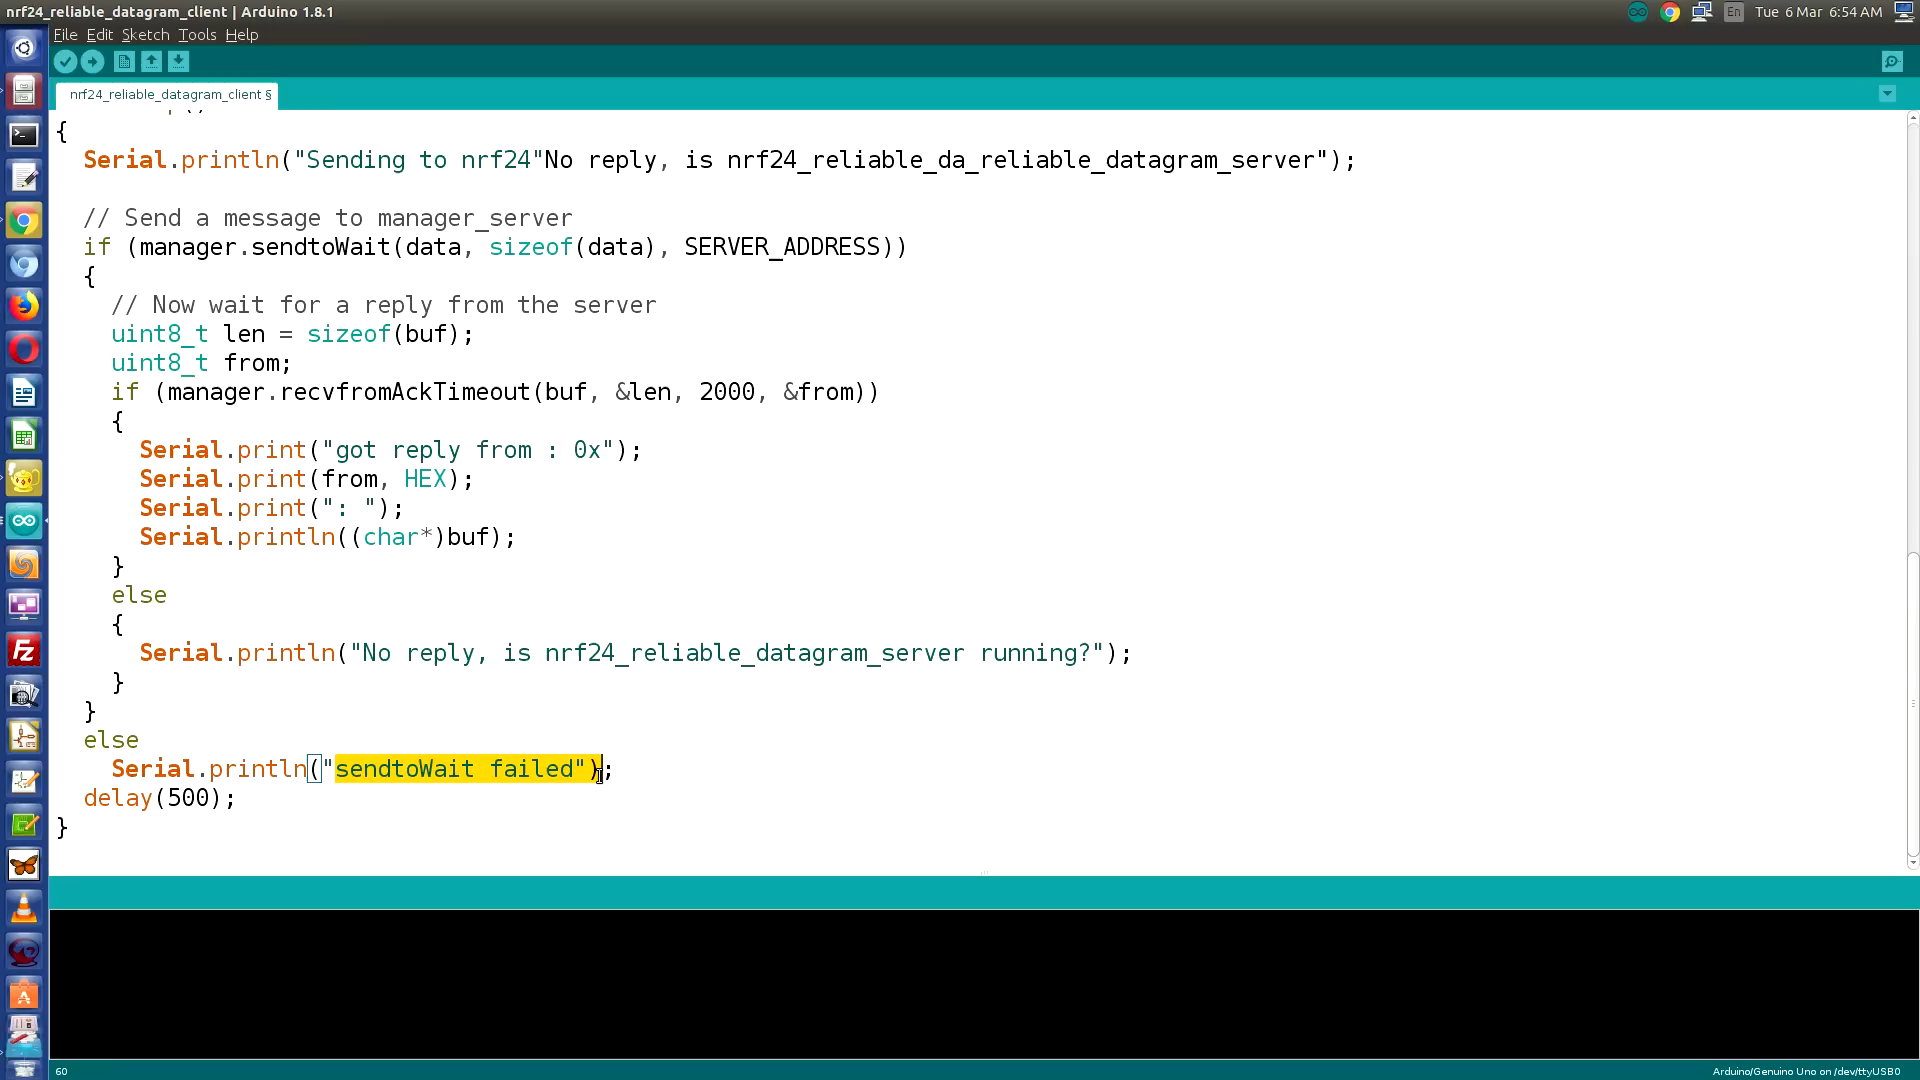 nrf24_reliable_datagram_client | Arduino 1.8.1
En Tue 6 Mar 6:54 AM
File Edit Sketch Tools Help
nrf24_reliable_datagram_client §
{
Serial.println("Sending to nrf24"No reply, is nrf24_reliable_da_reliable_datagram_server");
// Send a message to manager_server
if (manager.sendtoWait(data, sizeof(data), SERVER_ADDRESS))
{
// Now wait for a reply from the server
uint8_t len = sizeof(buf);
uint8_t from;
if (manager.recvfromAckTimeout(buf, &len, 2000, &from))
{
Serial.print("got reply from : 0x");
Serial.print(from, HEX);
Serial.print(": ");
Serial.println((char*)buf);
}
else
{
Serial.println("No reply, is nrf24_reliable_datagram_server running?");
}
}
else
Serial.println("sendtoWait failed");
delay(500);
}
60
Arduino/Genuino Uno on /dev/ttyUSB0